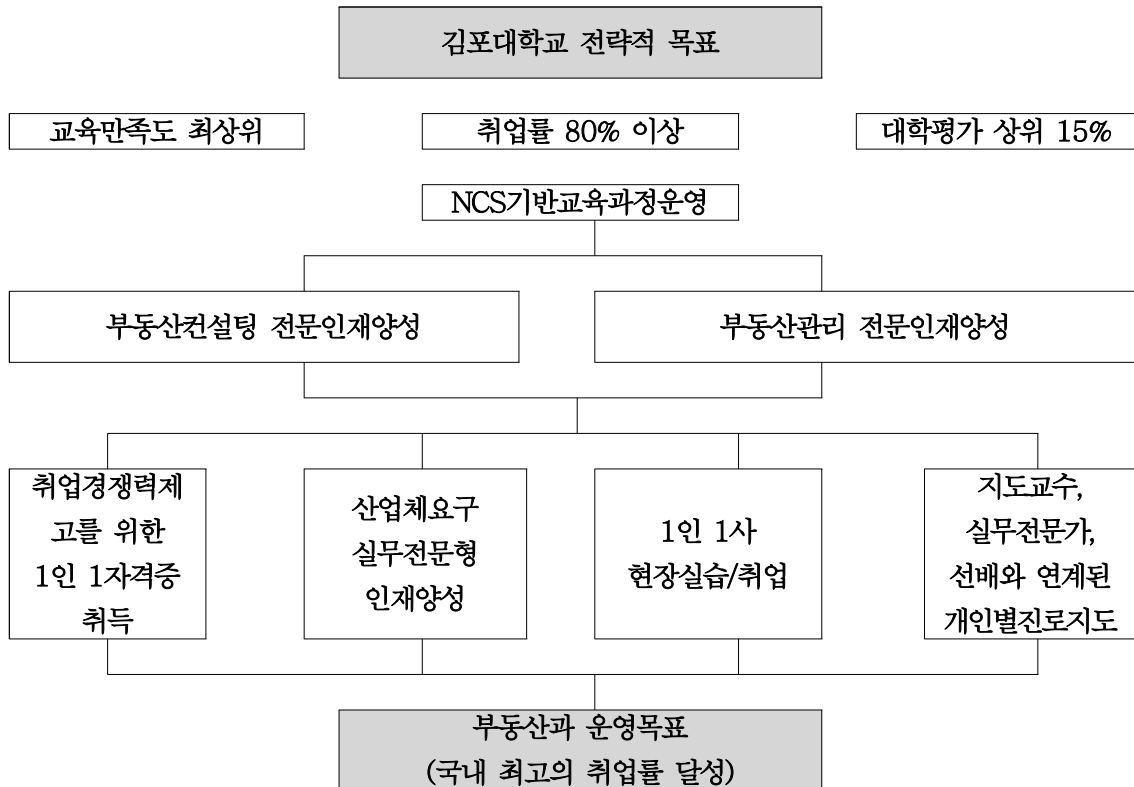 김포대학교 전략적 목표
교육만족도 최상위
취업률 80% 이상
대학평가 상위 15%
NCS기반교육과정운영
부동산컨설팅 전문인재양성
부동산관리 전문인재양성
취업경쟁력제
고를 위한
1인 1자격증
취득
산업체요구
실무전문형
인재양성
1인 1사
현장실습/취업
지도교수,
실무전문가,
선배와 연계된
개인별진로지도
부동산과 운영목표
(국내 최고의 취업률 달성)